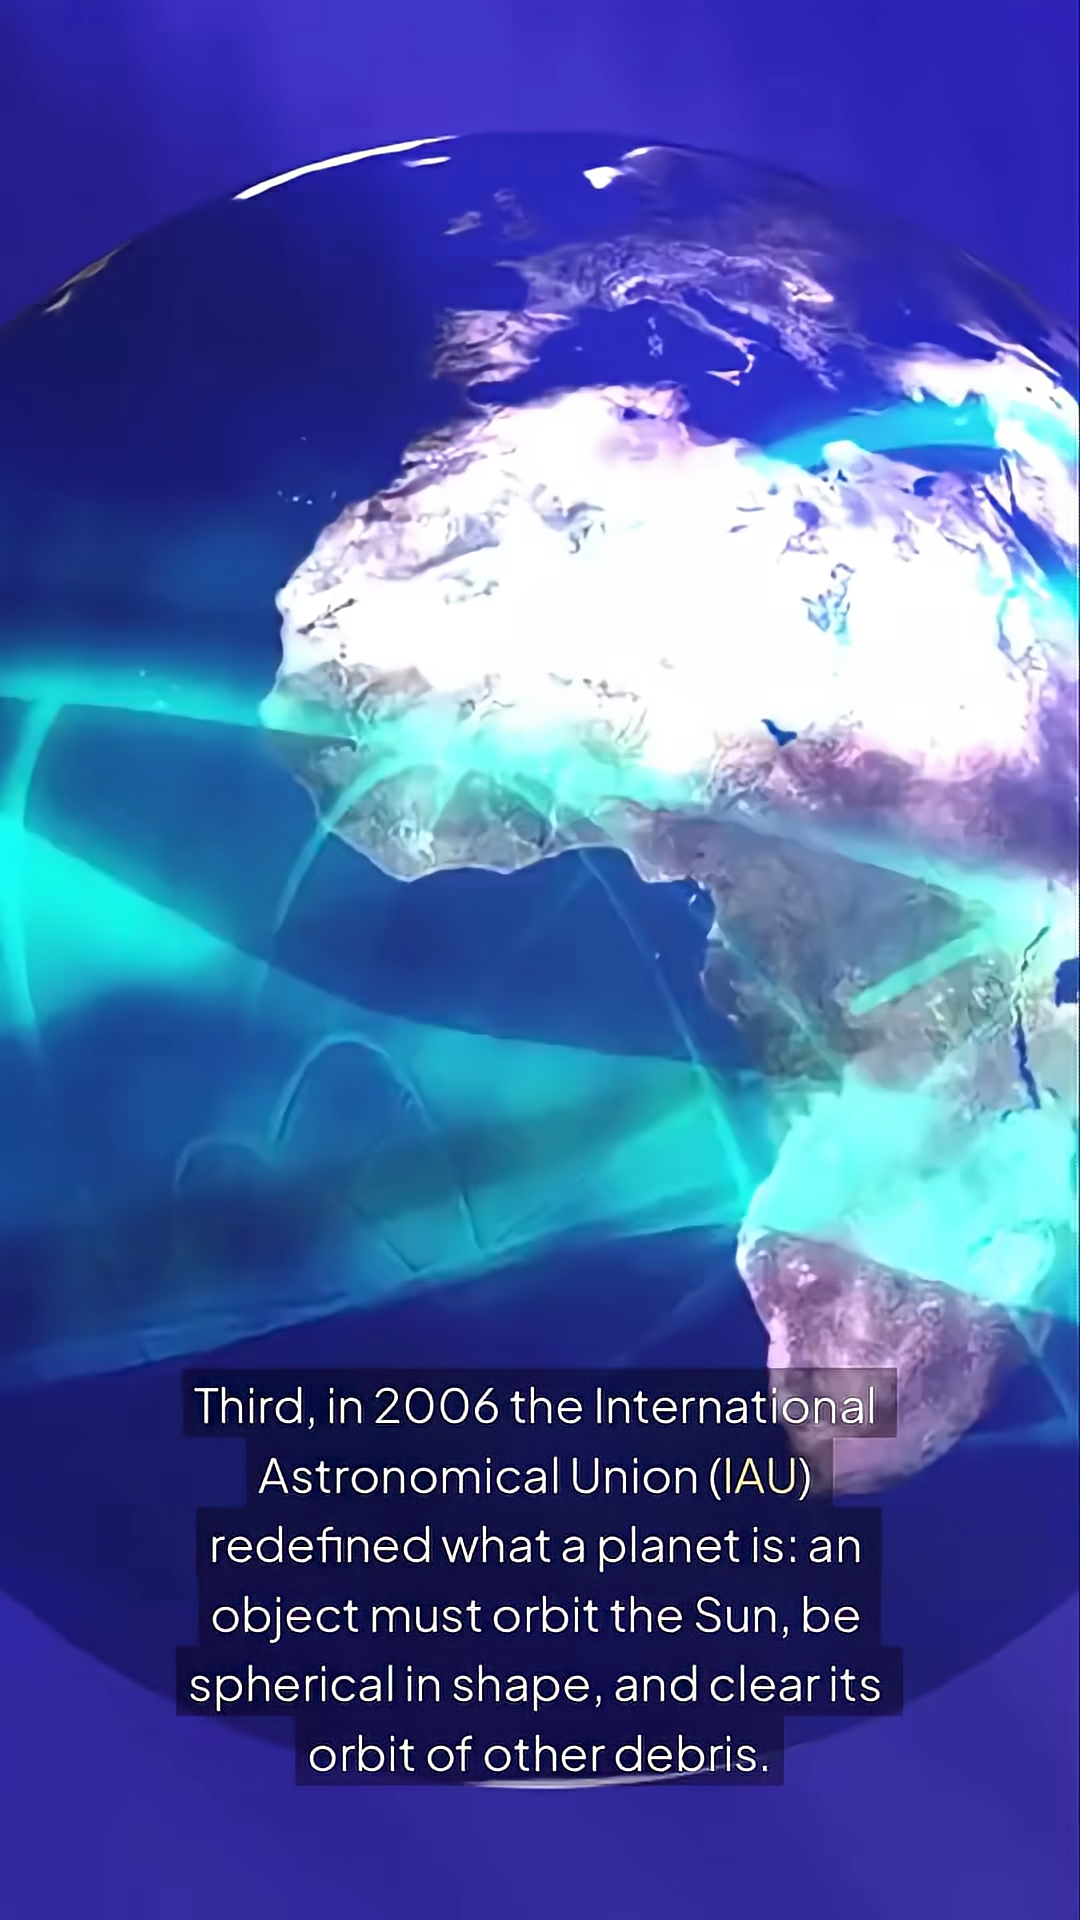 Third, in 2006 the International
Astronomical Union (IAU)
redefined what a planet is: an
object must orbit the Sun, be
spherical in shape, and clear its
orbit of other debris.